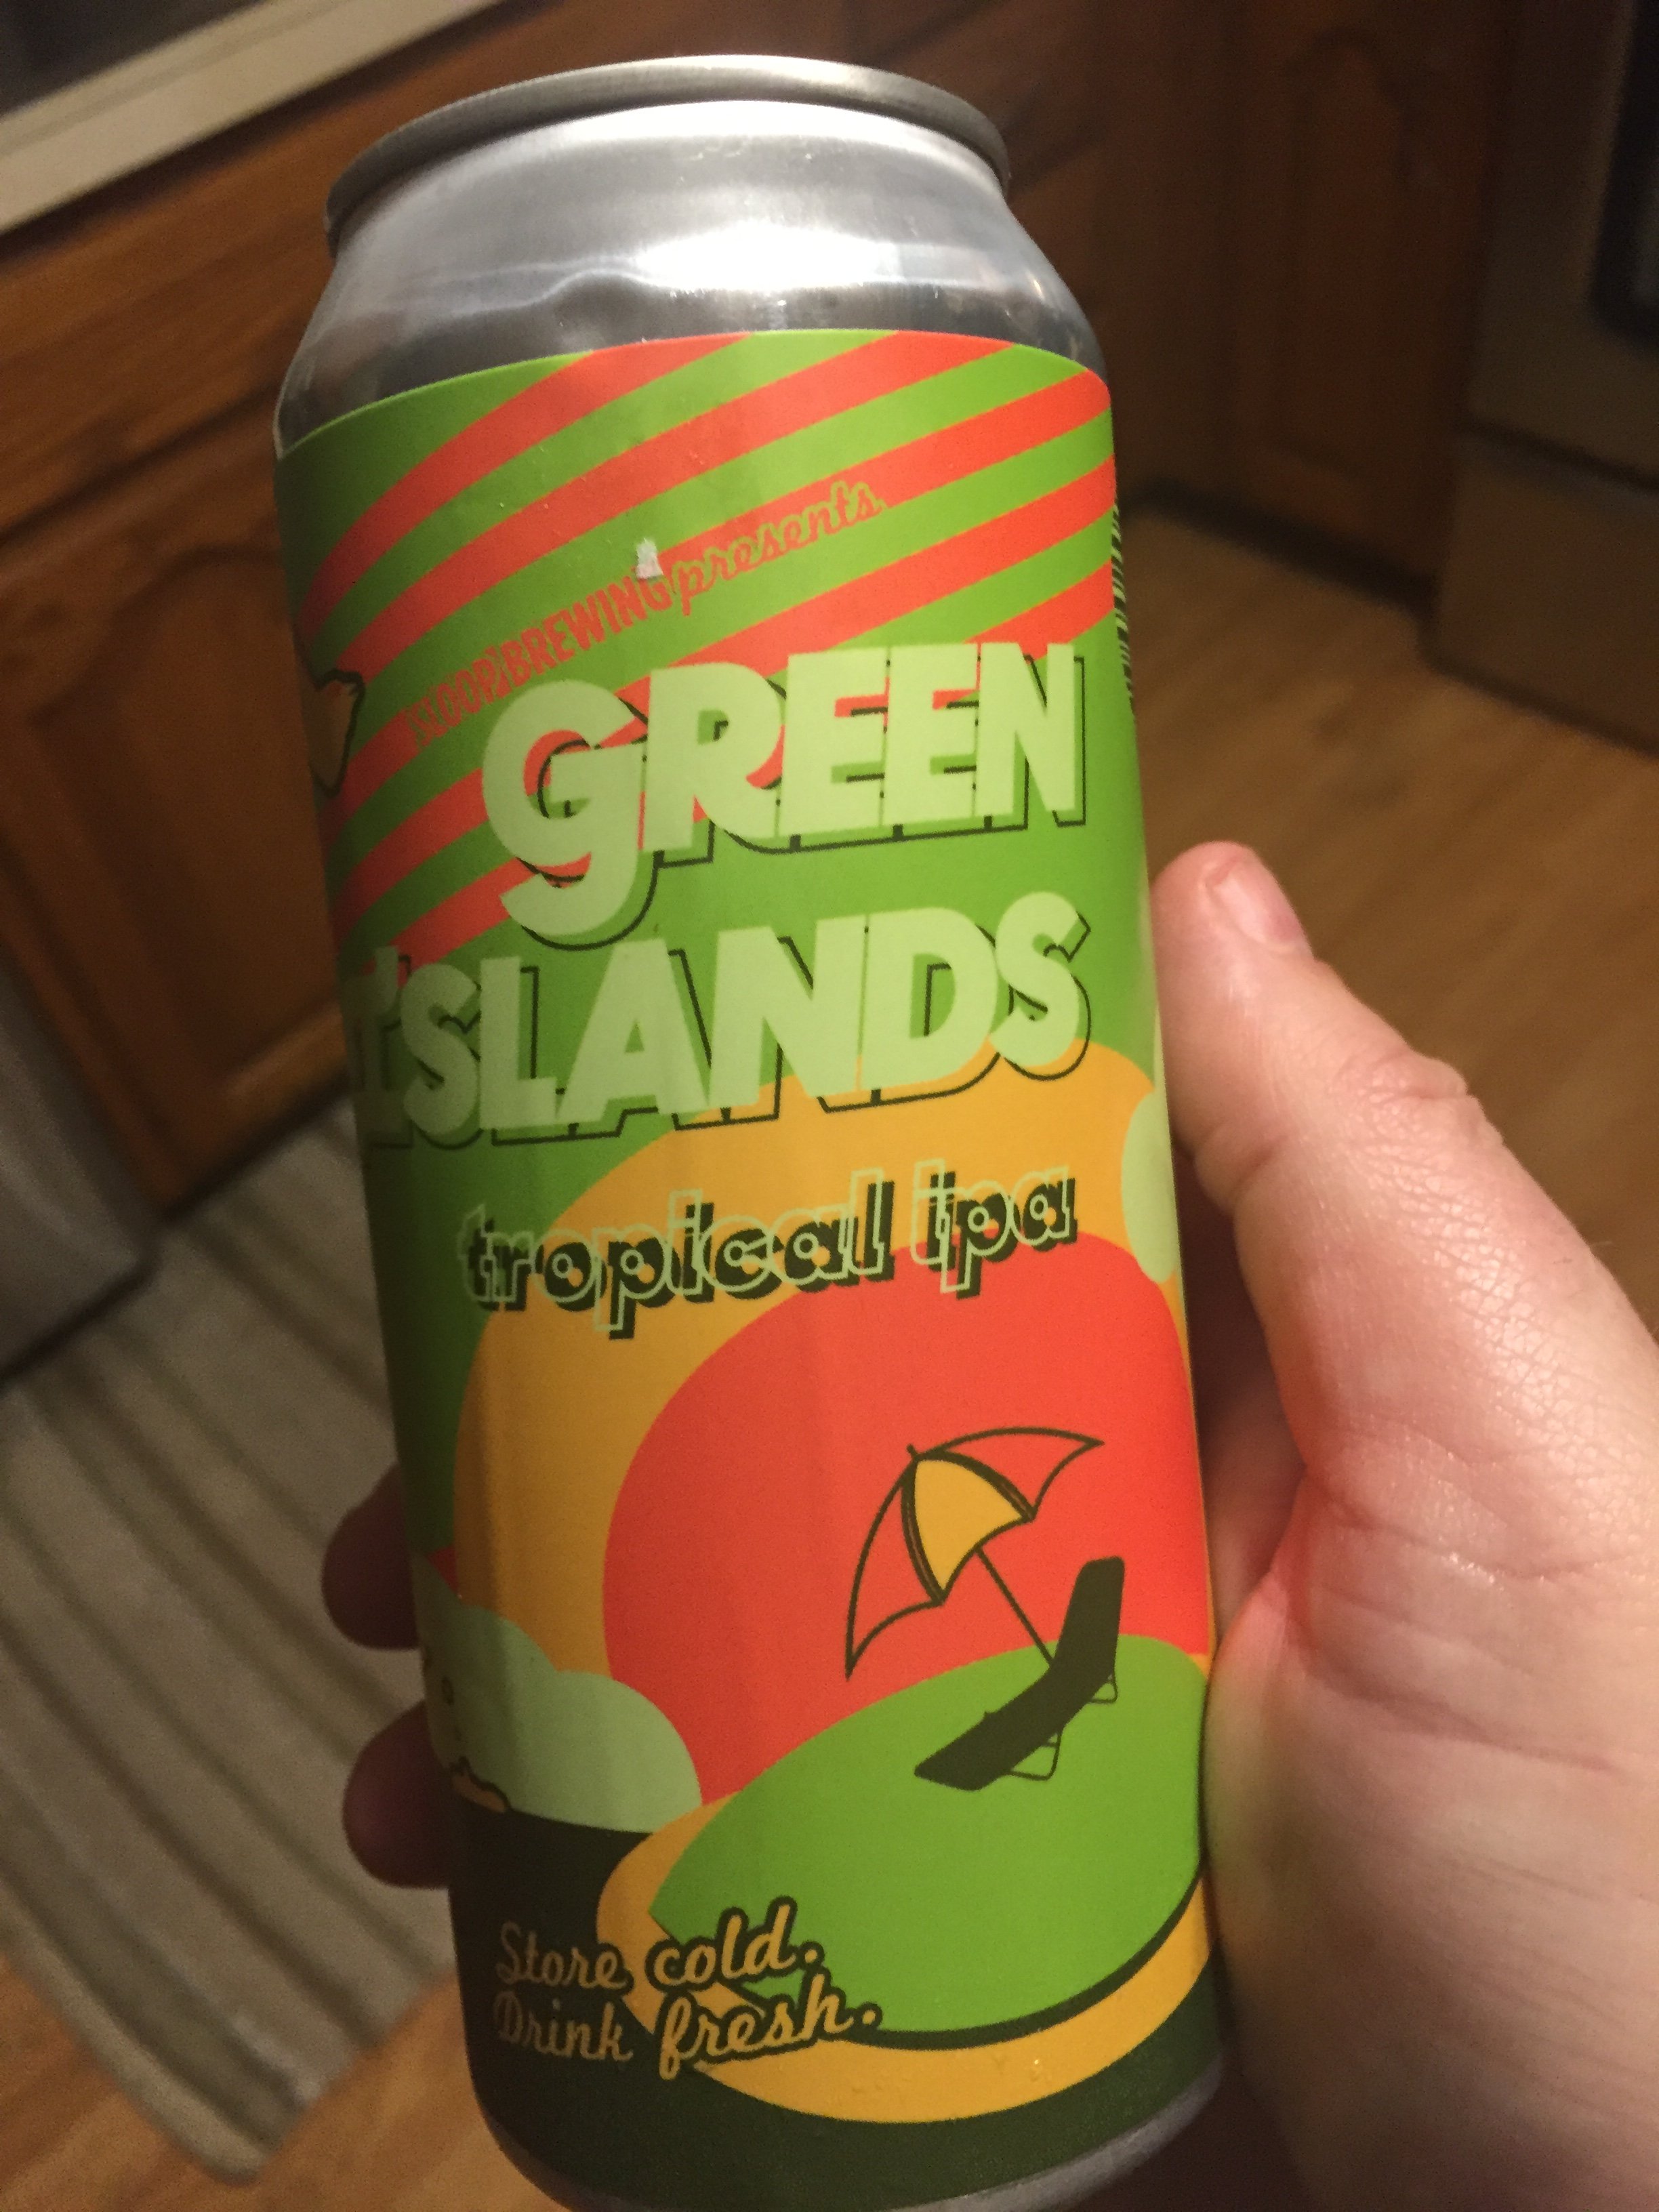 SLOOP BREWING presents
GREEN
ISLANDS
tropical ipa
Store cold.
Drink fresh.